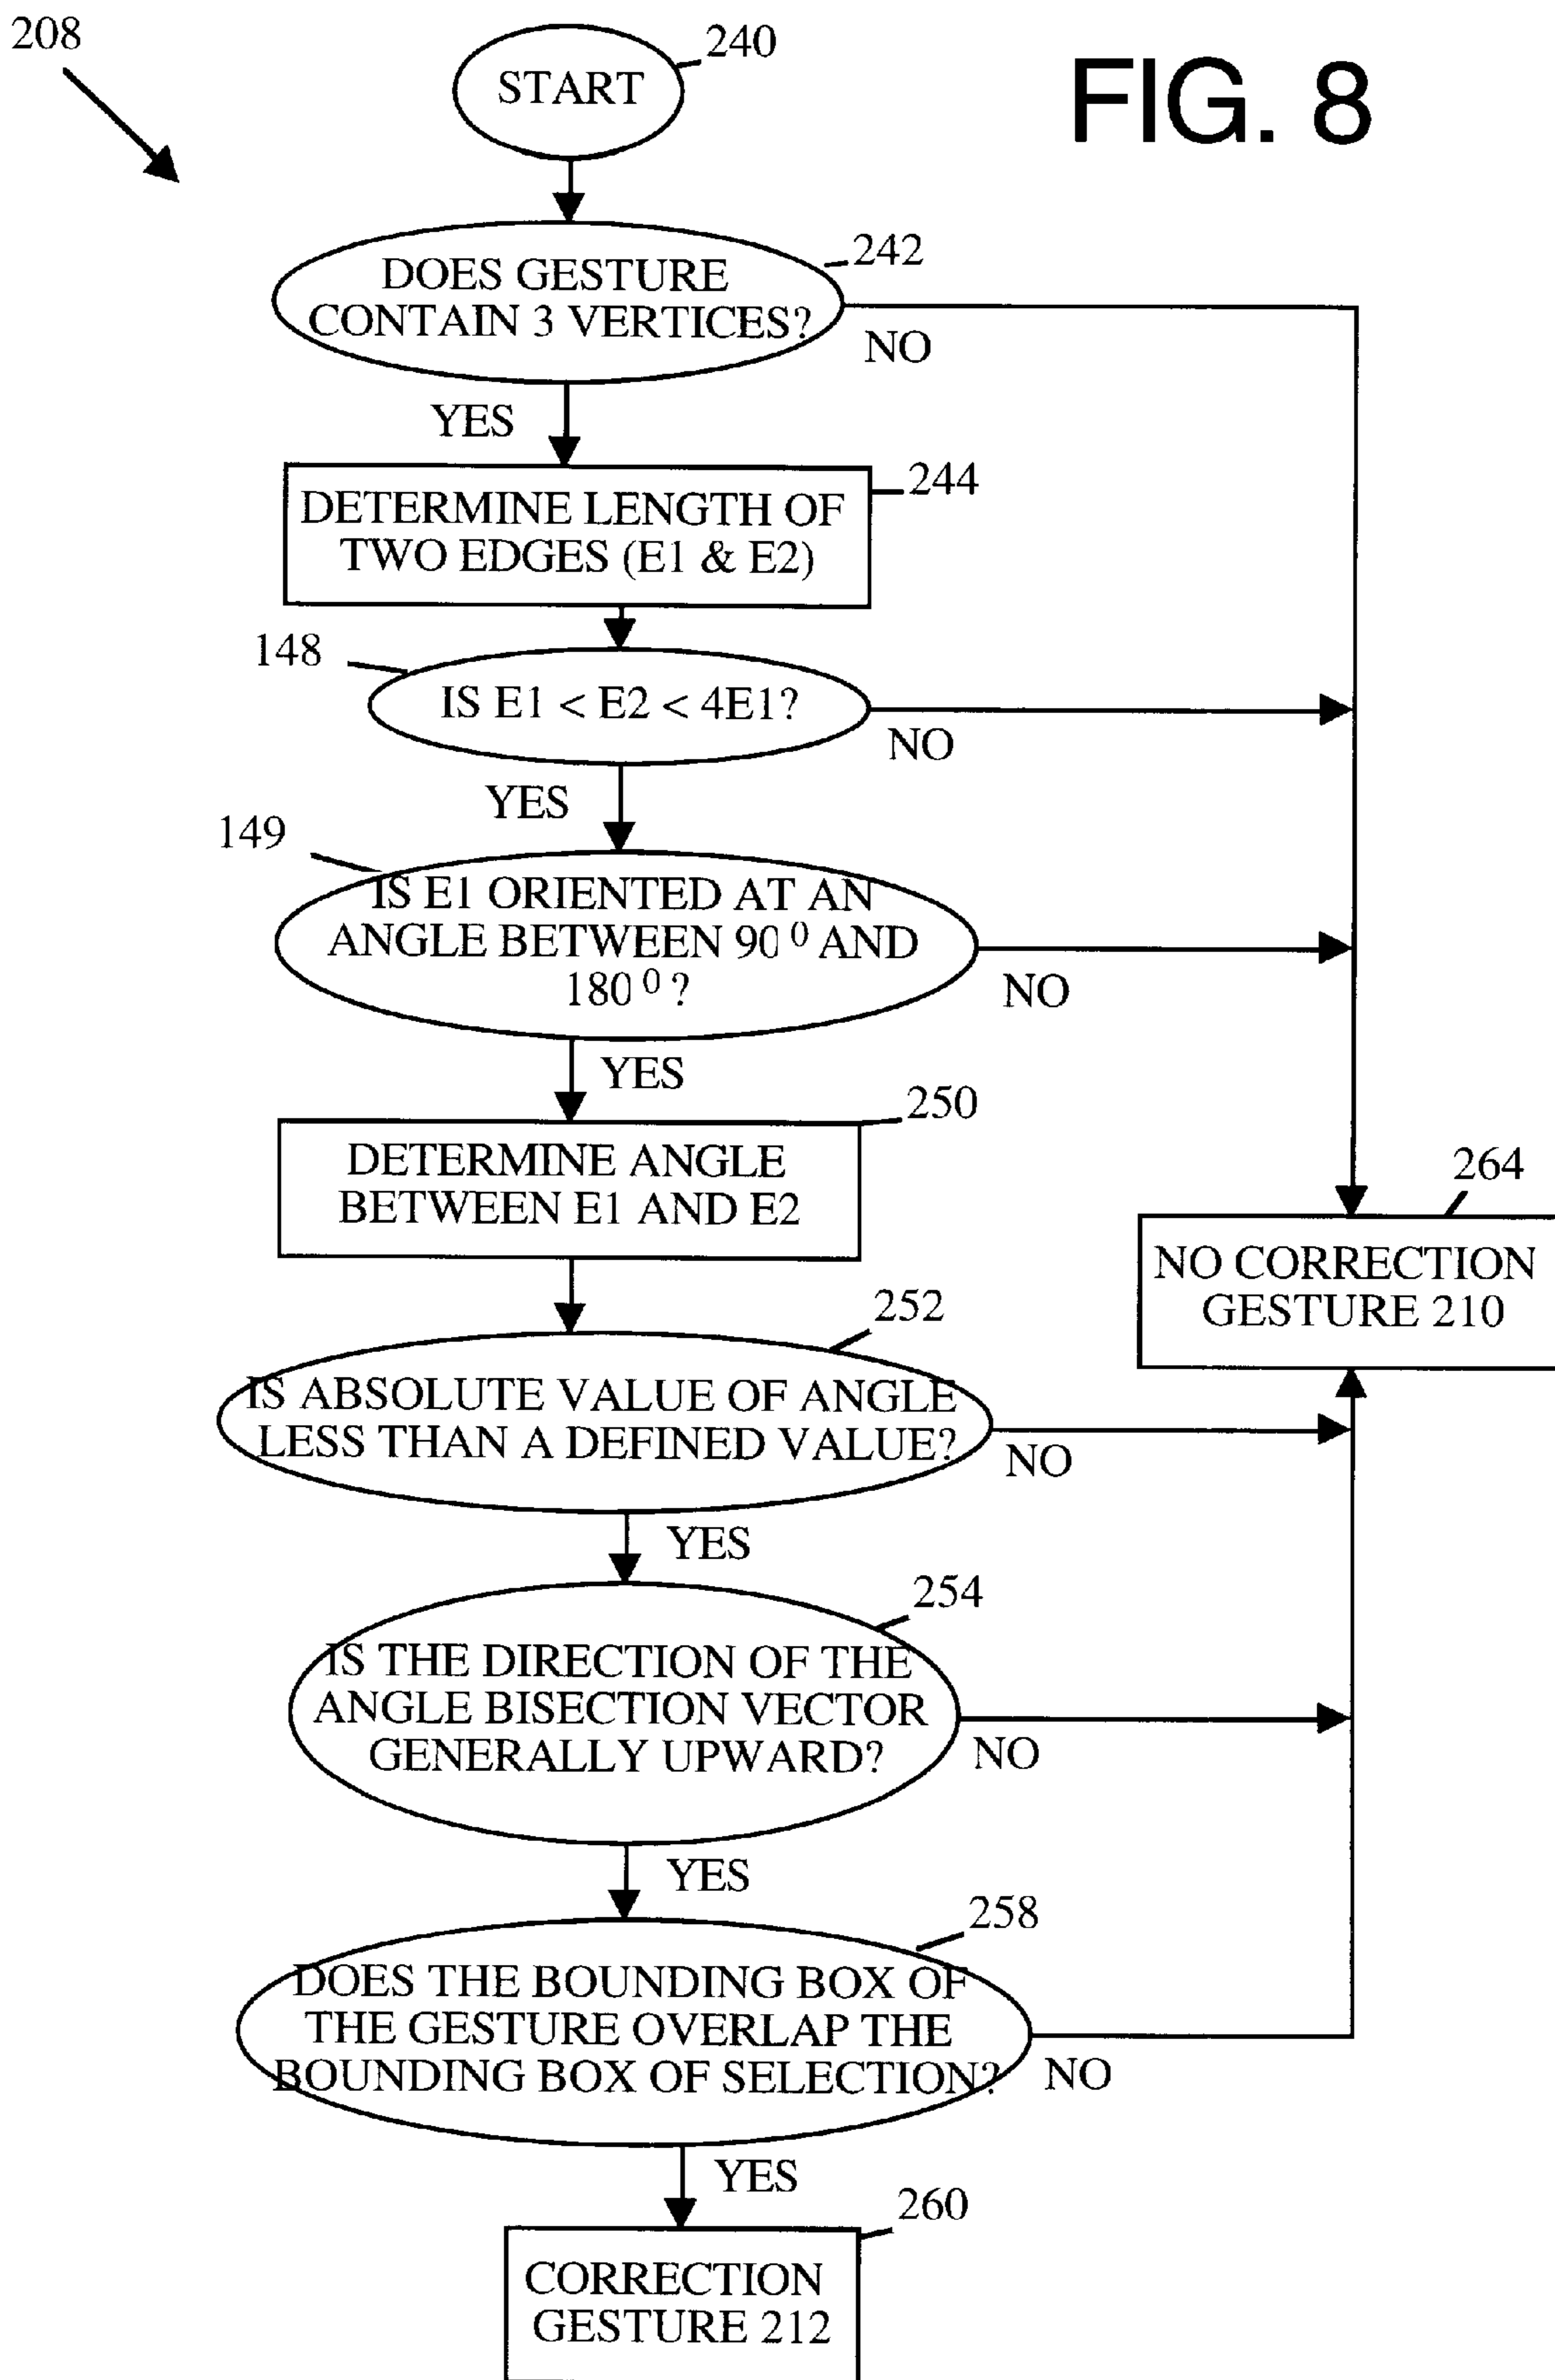 208
240
START
FIG. 8
242
DOES GESTURE
CONTAIN 3 VERTICES?
NO
YES
244
DETERMINE LENGTH OF
TWO EDGES (E1 & E2)
148
IS E1 < E2 < 4E1?
NO
YES
149
IS E1 ORIENTED AT AN
ANGLE BETWEEN 90⁰ AND
180⁰?
NO
YES
250
DETERMINE ANGLE
BETWEEN E1 AND E2
264
NO CORRECTION
GESTURE 210
252
IS ABSOLUTE VALUE OF ANGLE
LESS THAN A DEFINED VALUE?
NO
YES
254
IS THE DIRECTION OF THE
ANGLE BISECTION VECTOR
GENERALLY UPWARD?
NO
YES
258
DOES THE BOUNDING BOX OF
THE GESTURE OVERLAP THE
BOUNDING BOX OF SELECTION?
NO
YES
260
CORRECTION
GESTURE 212